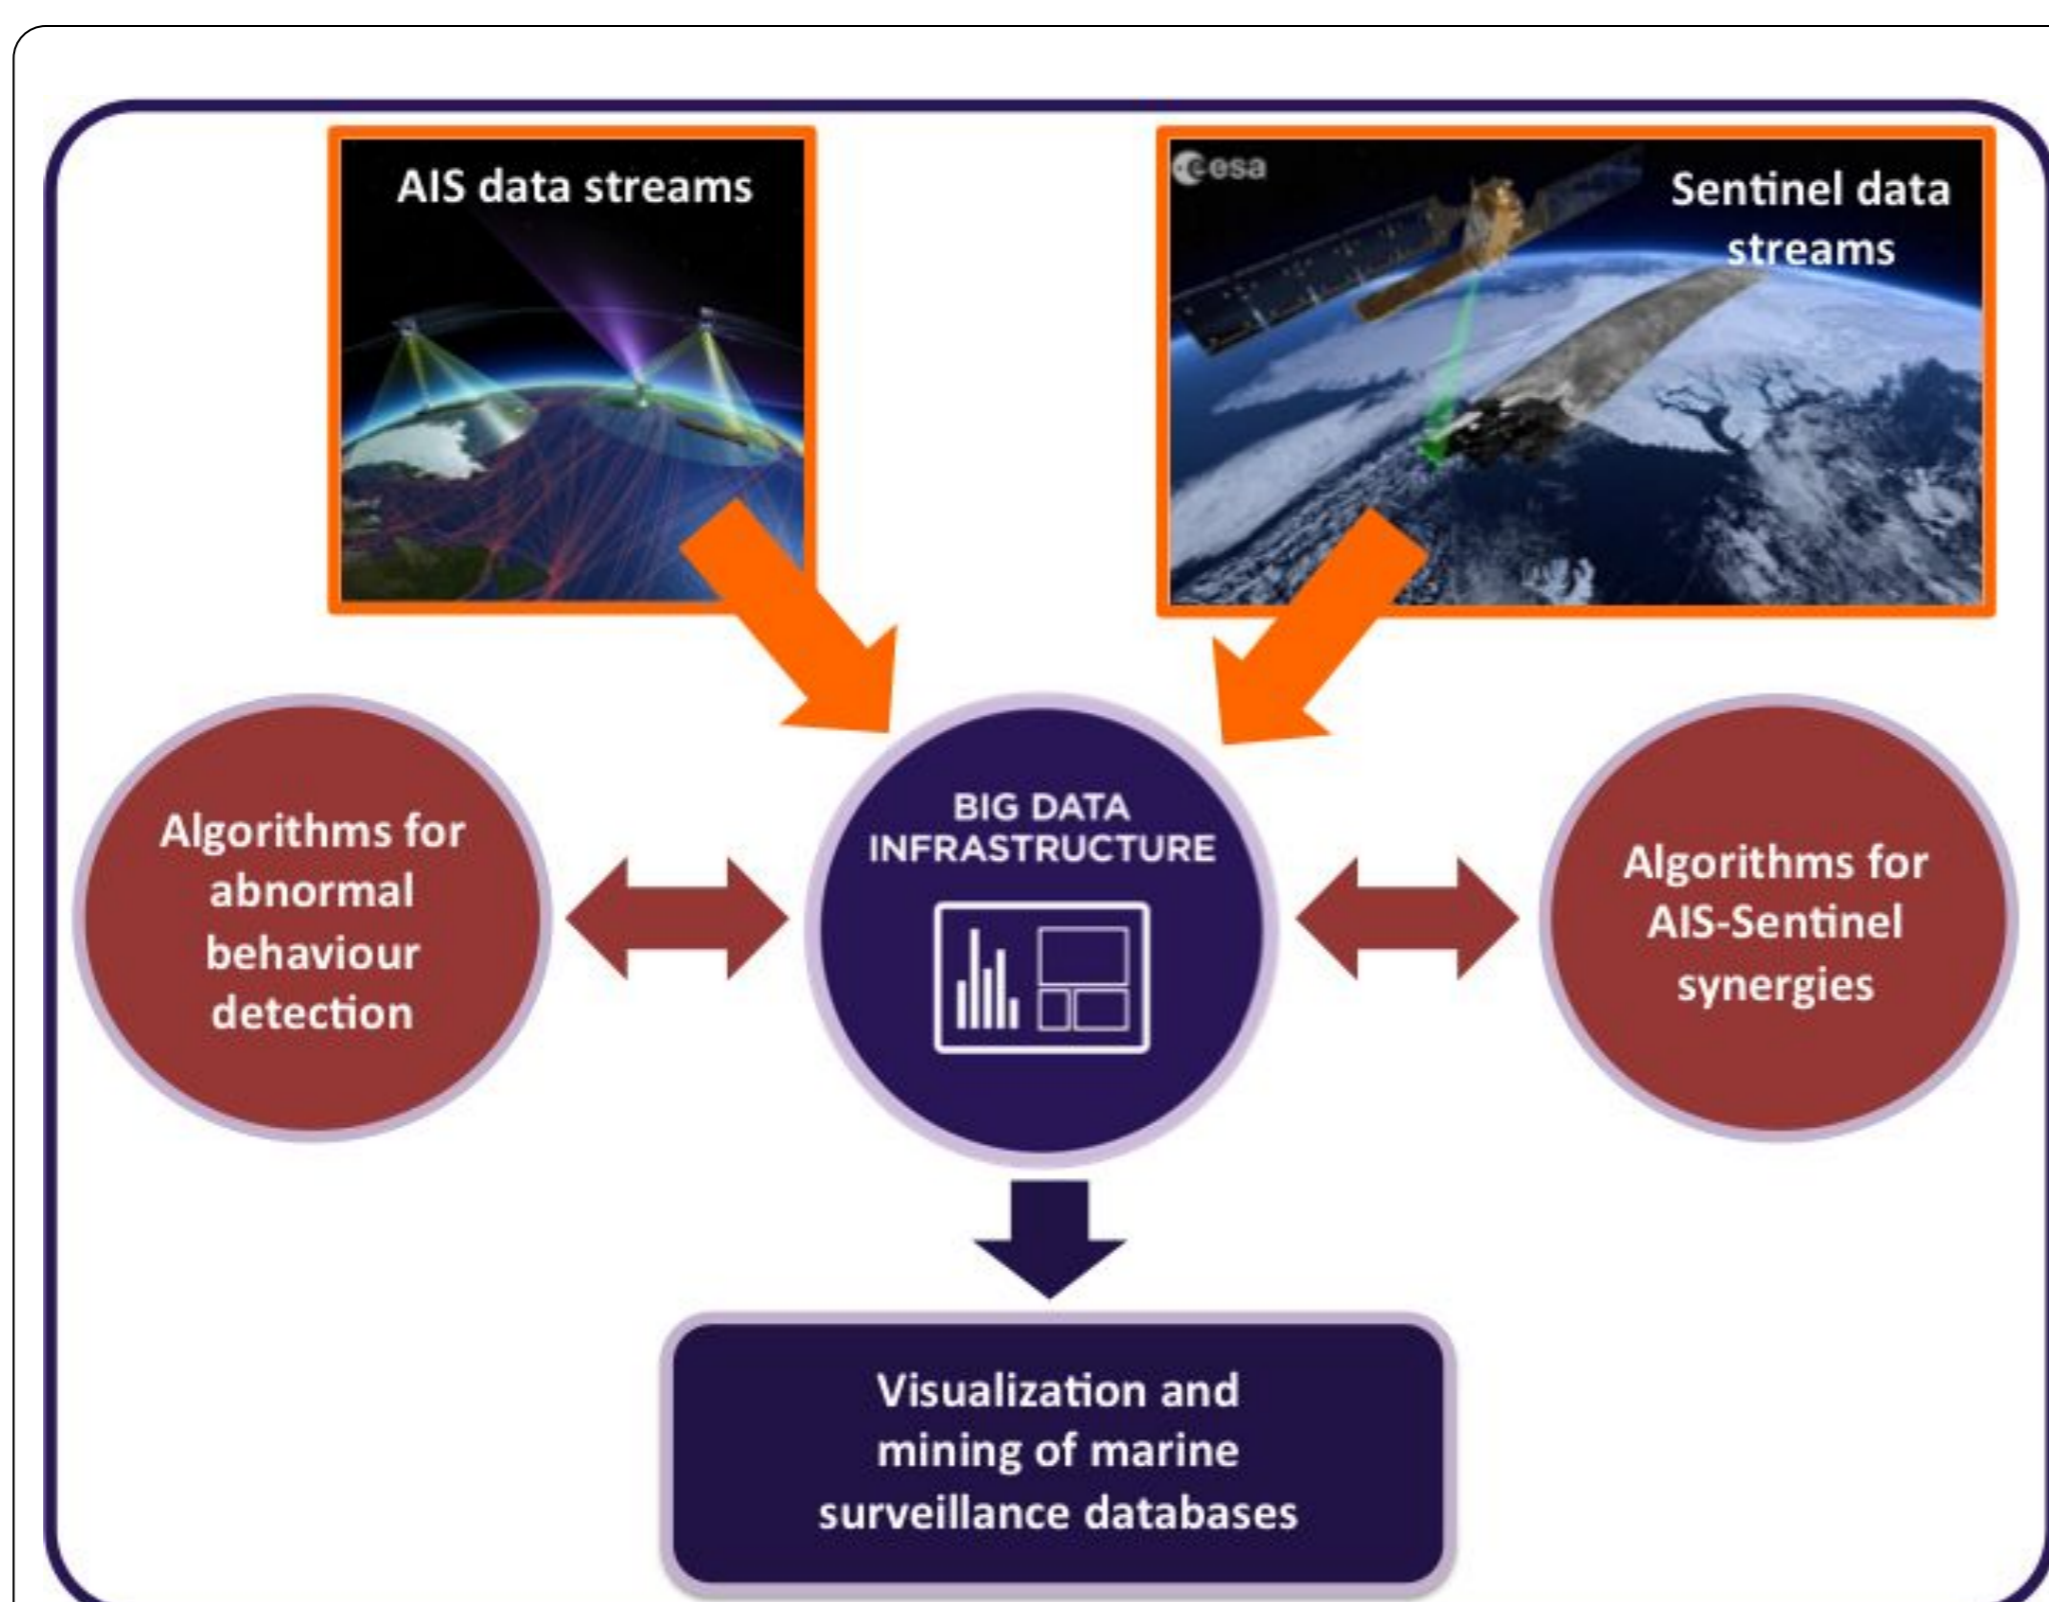 AIS data streams
esa
Sentinel data
streams
Algorithms for
abnormal
behaviour
detection
BIG DATA
INFRASTRUCTURE
Algorithms for
AIS-Sentinel
synergies
Visualization and
mining of marine
surveillance databases